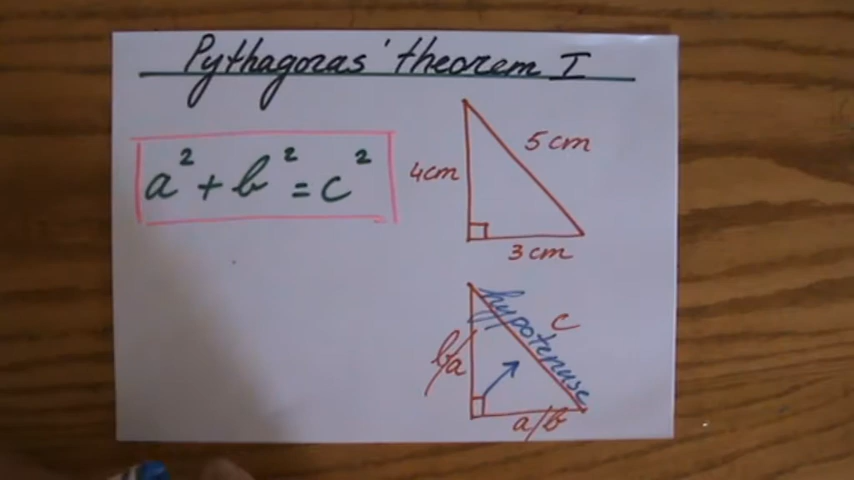 Pythagoras' theorem I
a² + b² = c²
4cm
5 cm
3 cm
hypotenuse
c
b/a
a/b